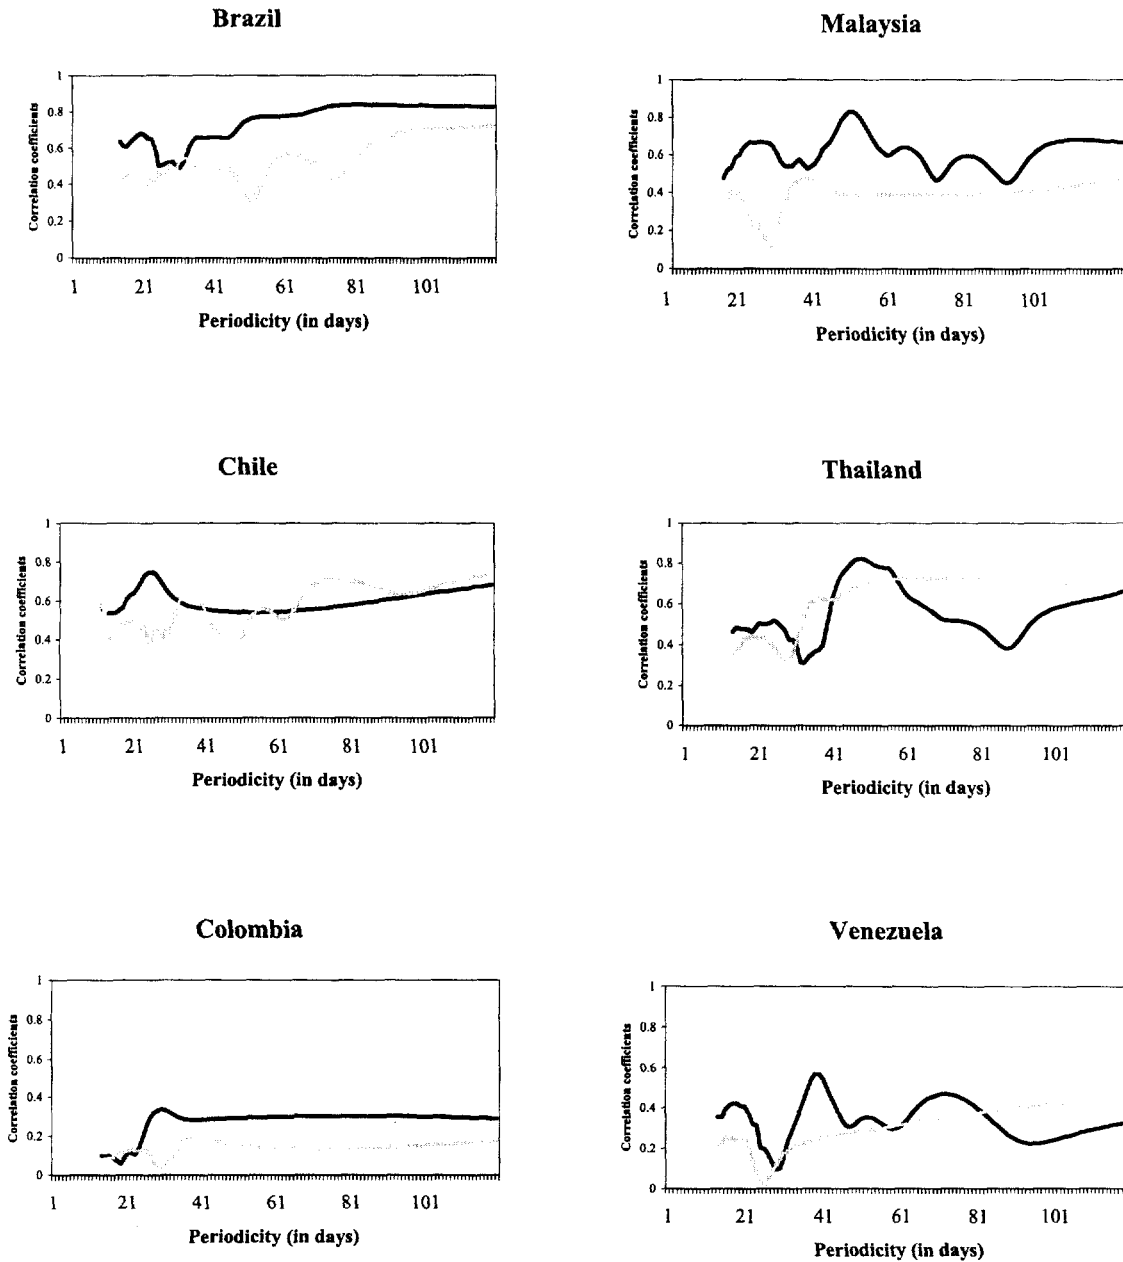 Brazil
Correlation coefficients
1
0.8
0.6
0.4
0.2
0
1 21 41 61 81 101
Periodicity (in days)
Malaysia
Correlation coefficients
1
0.8
0.6
0.4
0.2
0
1 21 41 61 81 101
Periodicity (in days)
Chile
Correlation coefficients
1
0.8
0.6
0.4
0.2
0
1 21 41 61 81 101
Periodicity (in days)
Thailand
Correlation coefficients
1
0.8
0.6
0.4
0.2
0
1 21 41 61 81 101
Periodicity (in days)
Colombia
Correlation coefficients
1
0.8
0.6
0.4
0.2
0
1 21 41 61 81 101
Periodicity (in days)
Venezuela
Correlation coefficients
1
0.8
0.6
0.4
0.2
0
1 21 41 61 81 101
Periodicity (in days)